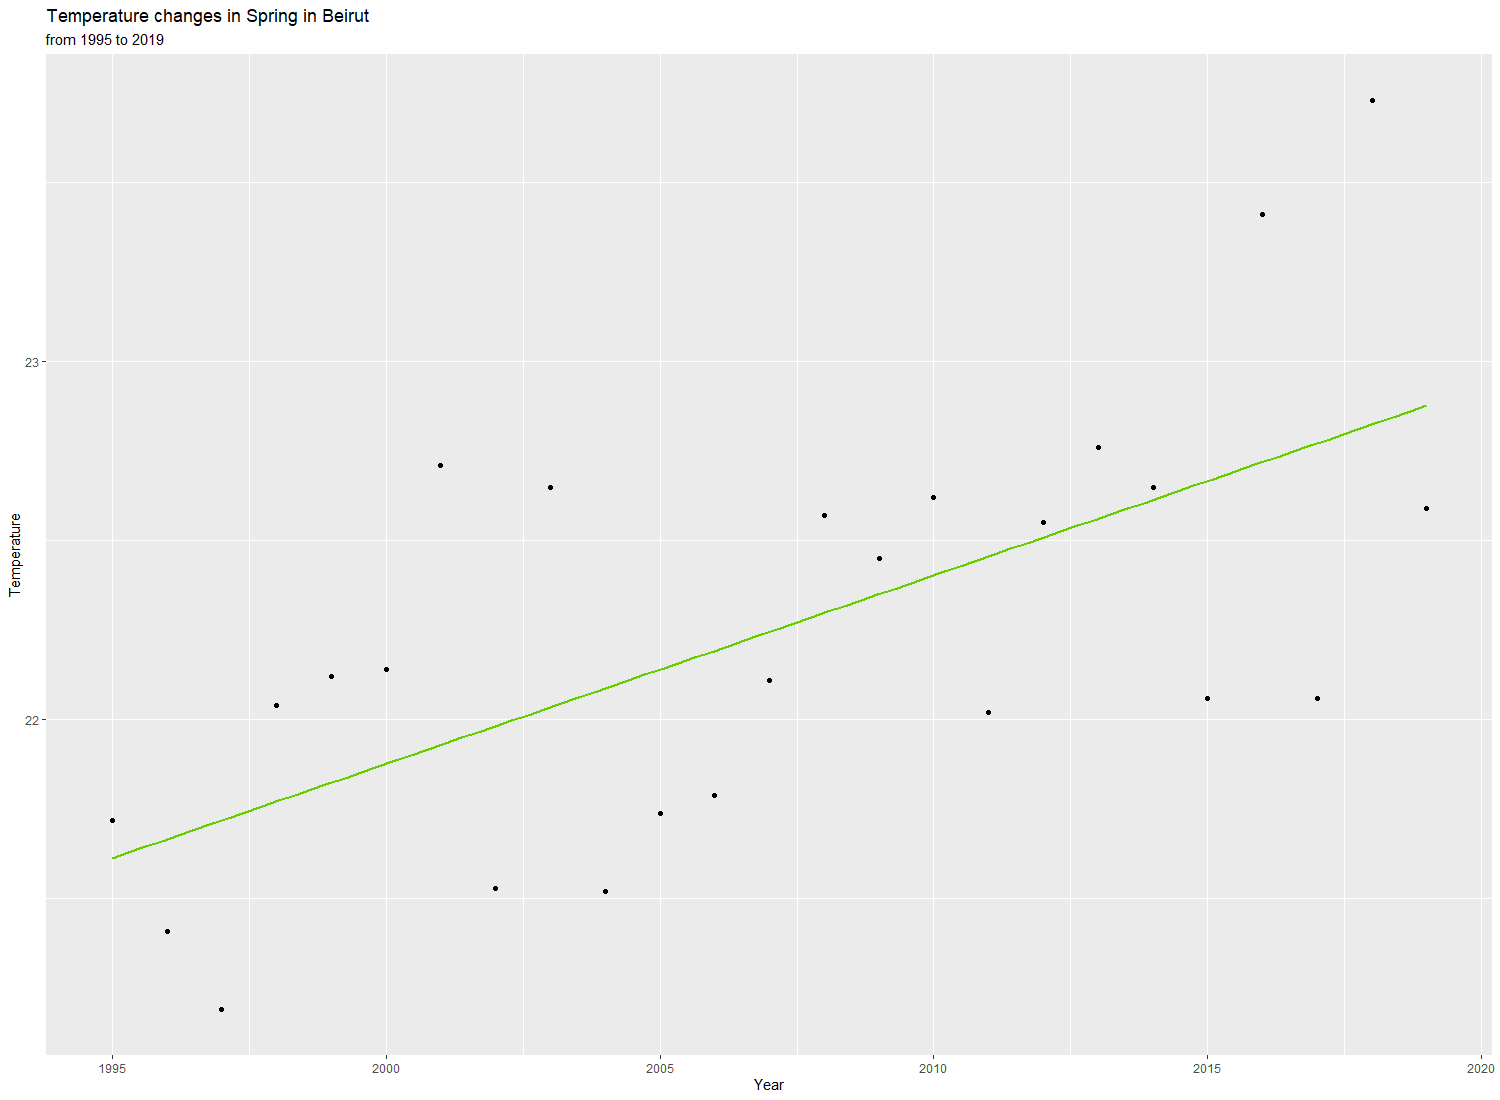 Temperature changes in Spring in Beirut
from 1995 to 2019
Temperature
23
22
1995 2000 2005 2010 2015 2020
Year